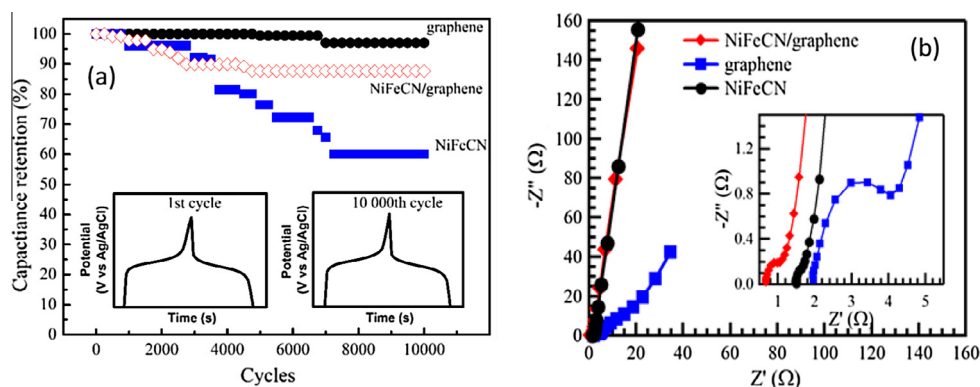 100
90
80
70
60
50
40
30
20
10
0
Capactiance retention (%)
(a)
graphene
NiFeCN/graphene
NiFeCN
1st cycle
Potential
(V vs Ag/AgCl)
Time (s)
10 000th cycle
Potential
(V vs Ag/AgCl)
Time (s)
0 2000 4000 6000 8000 10000
Cycles
160
140
120
100
80
60
40
20
0
-Z'' (Ω)
NiFeCN/graphene
graphene
NiFeCN
(b)
1.2
0.8
0.4
0.0
-Z'' (Ω)
1 2 3 4 5
Z' (Ω)
0 20 40 60 80 100 120 140 160
Z' (Ω)